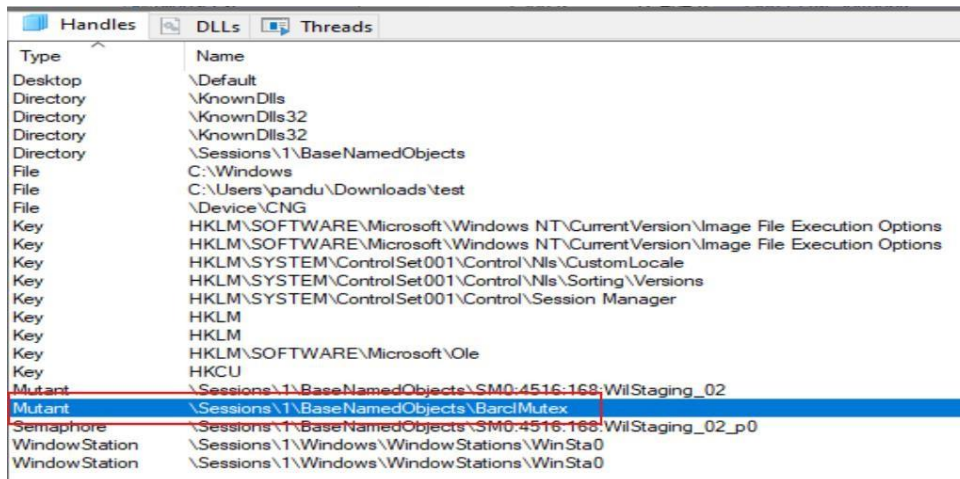 Handles DLLs Threads
Type Name
Desktop \Default
Directory \KnownDlls
Directory \KnownDlls32
Directory \KnownDlls32
Directory \Sessions\1\BaseNamedObjects
File C:\Windows
File C:\Users\pandu\Downloads\test
File \Device\CNG
Key HKLM\SOFTWARE\Microsoft\Windows NT\CurrentVersion\Image File Execution Options
Key HKLM\SOFTWARE\Microsoft\Windows NT\CurrentVersion\Image File Execution Options
Key HKLM\SYSTEM\ControlSet001\Control\Nls\CustomLocale
Key HKLM\SYSTEM\ControlSet001\Control\Nls\Sorting\Versions
Key HKLM\SYSTEM\ControlSet001\Control\Session Manager
Key HKLM
Key HKLM
Key HKLM\SOFTWARE\Microsoft\Ole
Key HKCU
Mutant \Sessions\1\BaseNamedObjects\SM0:4516:168:WilStaging_02
Mutant \Sessions\1\BaseNamedObjects\BarclMutex
Semaphore \Sessions\1\BaseNamedObjects\SM0:4516:168:WilStaging_02_p0
WindowStation \Sessions\1\Windows\WindowStations\WinSta0
WindowStation \Sessions\1\Windows\WindowStations\WinSta0